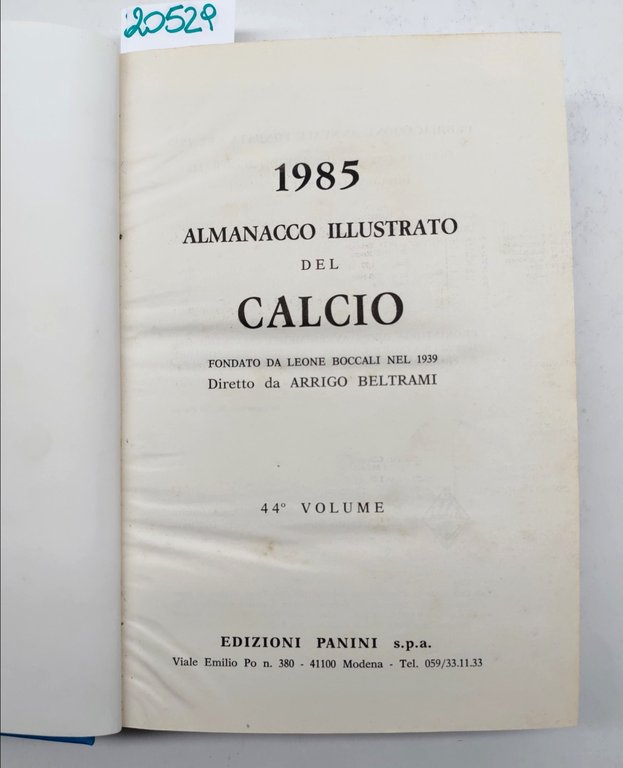 20529
1985
ALMANACCO ILLUSTRATO
DEL
CALCIO
FONDATO DA LEONE BOCCALI NEL 1939
Diretto da ARRIGO BELTRAMI
44º VOLUME
EDIZIONI PANINI s.p.a.
Viale Emilio Po n. 380 - 41100 Modena - Tel. 059/33.11.33